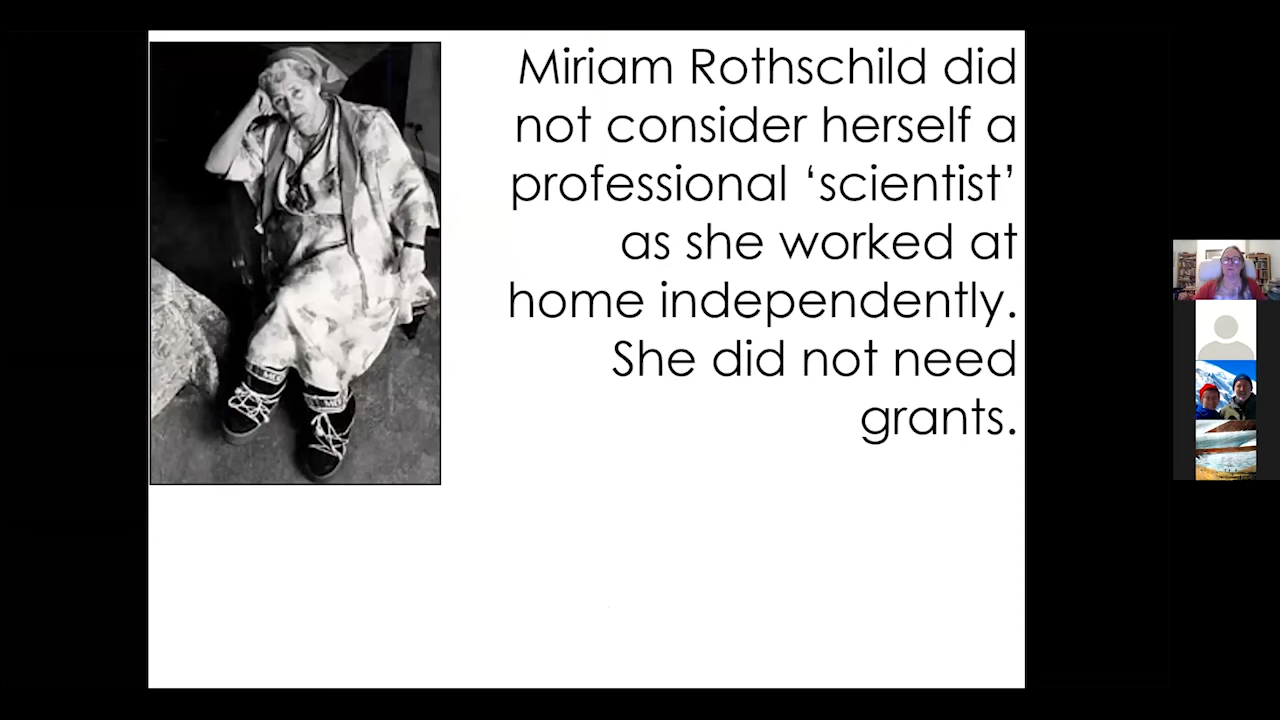 Miriam Rothschild did
not consider herself a
professional ‘scientist’
as she worked at
home independently.
She did not need
grants.